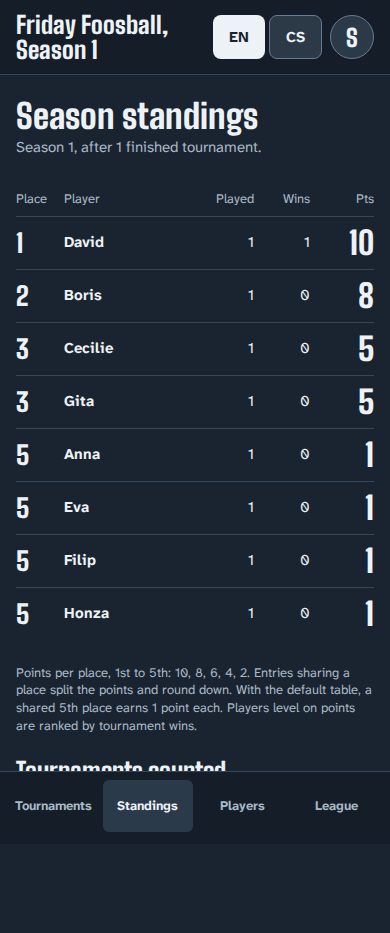 Friday Foosball,
Season 1
EN
CS
S
Season standings
Season 1, after 1 finished tournament.
Place Player Played Wins Pts
1 David 1 1 10
2 Boris 1 0 8
3 Cecilie 1 0 5
3 Gita 1 0 5
5 Anna 1 0 1
5 Eva 1 0 1
5 Filip 1 0 1
5 Honza 1 0 1
Points per place, 1st to 5th: 10, 8, 6, 4, 2. Entries sharing a
place split the points and round down. With the default table, a
shared 5th place earns 1 point each. Players level on points
are ranked by tournament wins.
Tournaments counted
Tournaments Standings Players League